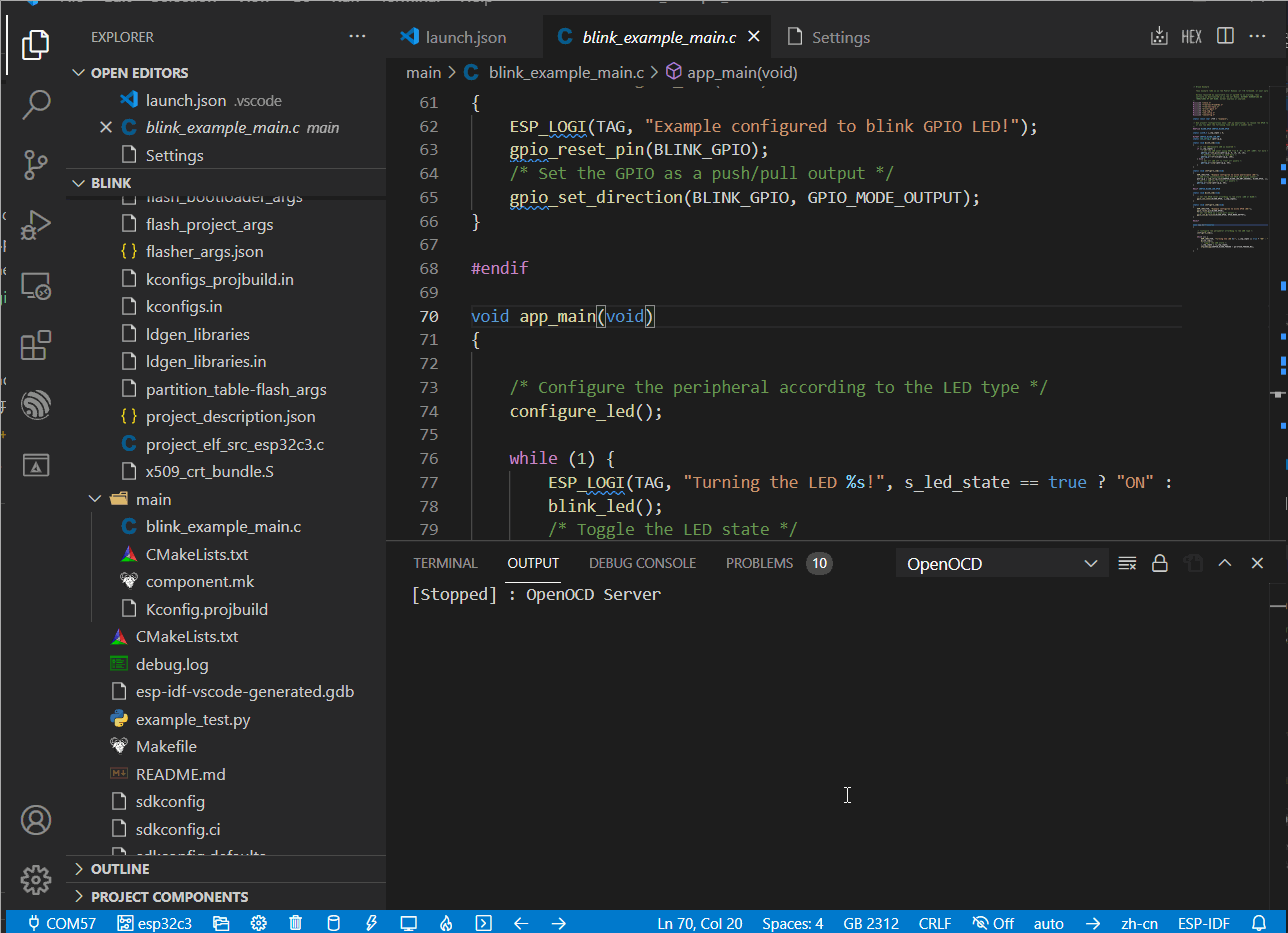 EXPLORER
OPEN EDITORS
launch.json .vscode
blink_example_main.c main
Settings
BLINK
flash_bootloader_args
flash_project_args
flasher_args.json
kconfigs_projbuild.in
kconfigs.in
ldgen_libraries
ldgen_libraries.in
partition_table-flash_args
project_description.json
project_elf_src_esp32c3.c
x509_crt_bundle.S
main
blink_example_main.c
CMakeLists.txt
component.mk
Kconfig.projbuild
CMakeLists.txt
debug.log
esp-idf-vscode-generated.gdb
example_test.py
Makefile
README.md
sdkconfig
sdkconfig.ci
sdkconfig.defaults
OUTLINE
PROJECT COMPONENTS
launch.json
blink_example_main.c
Settings
HEX
main > blink_example_main.c > app_main(void)
61 {
62 ESP_LOGI(TAG, "Example configured to blink GPIO LED!");
63 gpio_reset_pin(BLINK_GPIO);
64 /* Set the GPIO as a push/pull output */
65 gpio_set_direction(BLINK_GPIO, GPIO_MODE_OUTPUT);
66 }
67
68 #endif
69
70 void app_main(void)
71 {
72
73 /* Configure the peripheral according to the LED type */
74 configure_led();
75
76 while (1) {
77 ESP_LOGI(TAG, "Turning the LED %s!", s_led_state == true ? "ON" :
78 blink_led();
79 /* Toggle the LED state */
TERMINAL OUTPUT DEBUG CONSOLE PROBLEMS 10 OpenOCD
[Stopped] : OpenOCD Server
COM57 esp32c3 Ln 70, Col 20 Spaces: 4 GB 2312 CRLF Off auto zh-cn ESP-IDF